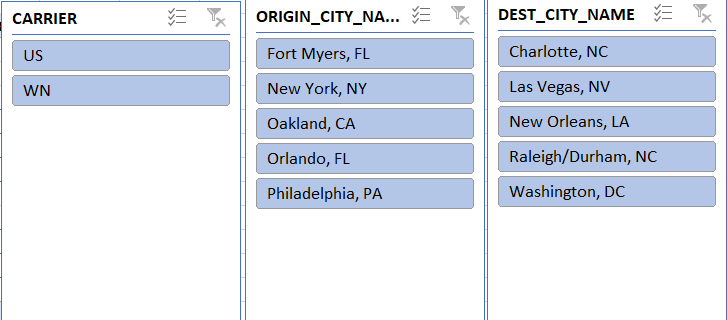 CARRIER
US
WN
ORIGIN_CITY_NA...
Fort Myers, FL
New York, NY
Oakland, CA
Orlando, FL
Philadelphia, PA
DEST_CITY_NAME
Charlotte, NC
Las Vegas, NV
New Orleans, LA
Raleigh/Durham, NC
Washington, DC